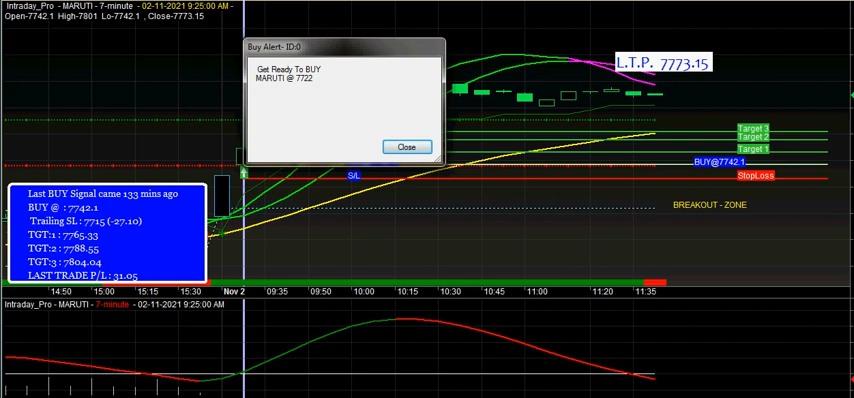 Intraday_Pro - MARUTI - 7-minute - 02-11-2021 9:25:00 AM -
Open-7742.1 High-7801 Lo-7742.1 , Close-7773.15
Buy Alert- ID:0
Get Ready To BUY
MARUTI @ 7722
Close
L.T.P. 7773.15
Target 3
Target 2
Target 1
BUY@7742.1
S/L
StopLoss
BREAKOUT - ZONE
Last BUY Signal came 133 mins ago
BUY @ : 7742.1
Trailing SL : 7715 (-27.10)
TGT:1 : 7765.33
TGT:2 : 7788.55
TGT:3 : 7804.04
LAST TRADE P/L : 31.05
14:50 15:00 15:15 15:30 Nov 2 09:35 09:50 10:00 10:15 10:30 10:45 11:00 11:20 11:35
Intraday_Pro - MARUTI - 7-minute - 02-11-2021 9:25:00 AM